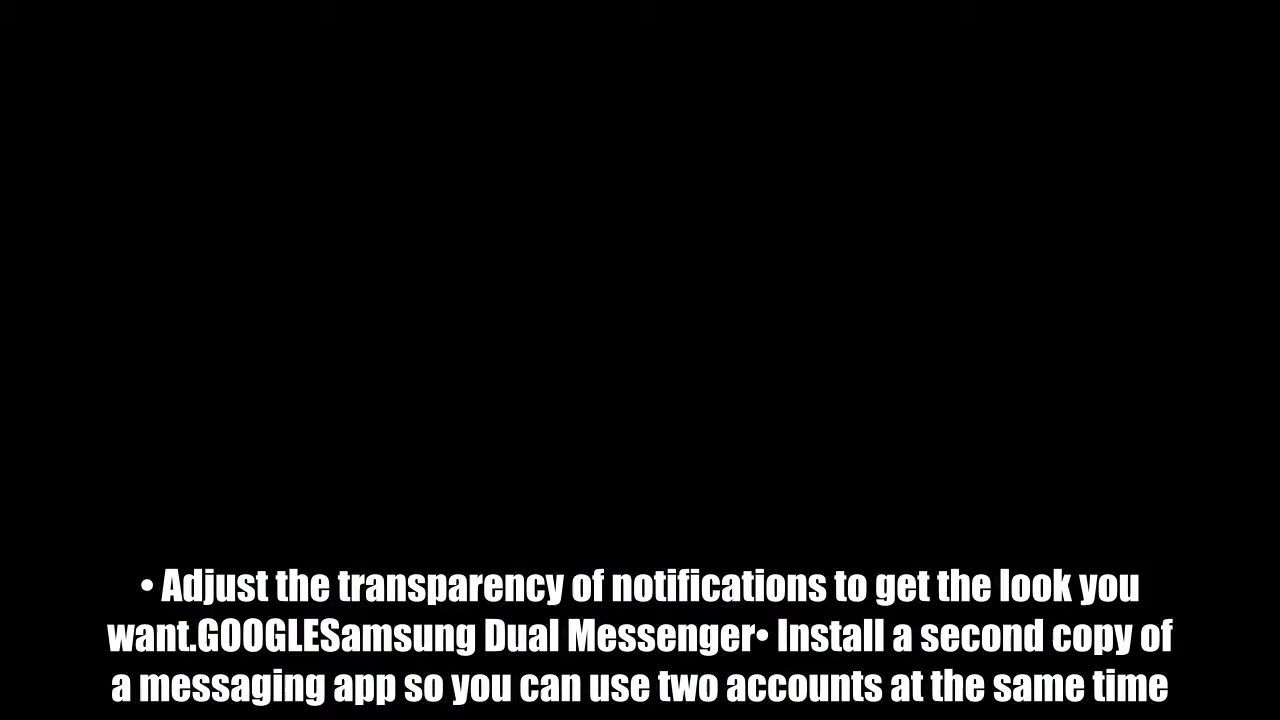 • Adjust the transparency of notifications to get the look you
want.GOOGLESamsung Dual Messenger• Install a second copy of
a messaging app so you can use two accounts at the same time